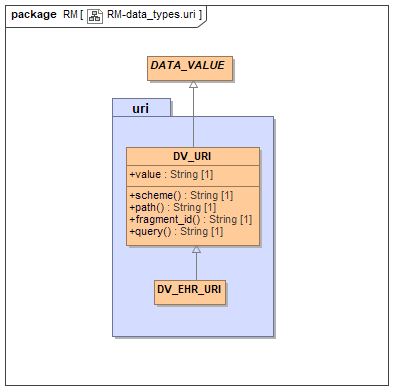 package RM [ RM-data_types.uri ]
DATA_VALUE
uri
DV_URI
+value : String [1]
+scheme() : String [1]
+path() : String [1]
+fragment_id() : String [1]
+query() : String [1]
DV_EHR_URI